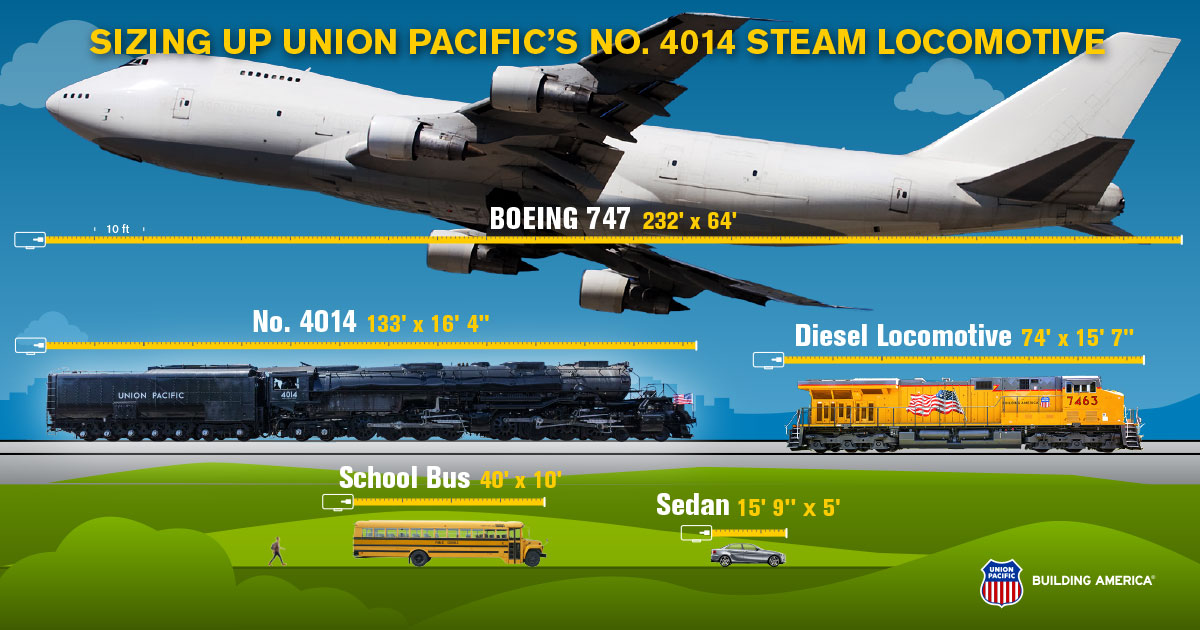 SIZING UP UNION PACIFIC'S NO. 4014 STEAM LOCOMOTIVE
BOEING 747 232' x 64'
10 ft
No. 4014 133' x 16' 4"
Diesel Locomotive 74' x 15' 7"
UNION PACIFIC
4014
BUILDING AMERICA
7463
School Bus 40' x 10'
Sedan 15' 9" x 5'
UNION
PACIFIC
BUILDING AMERICA®